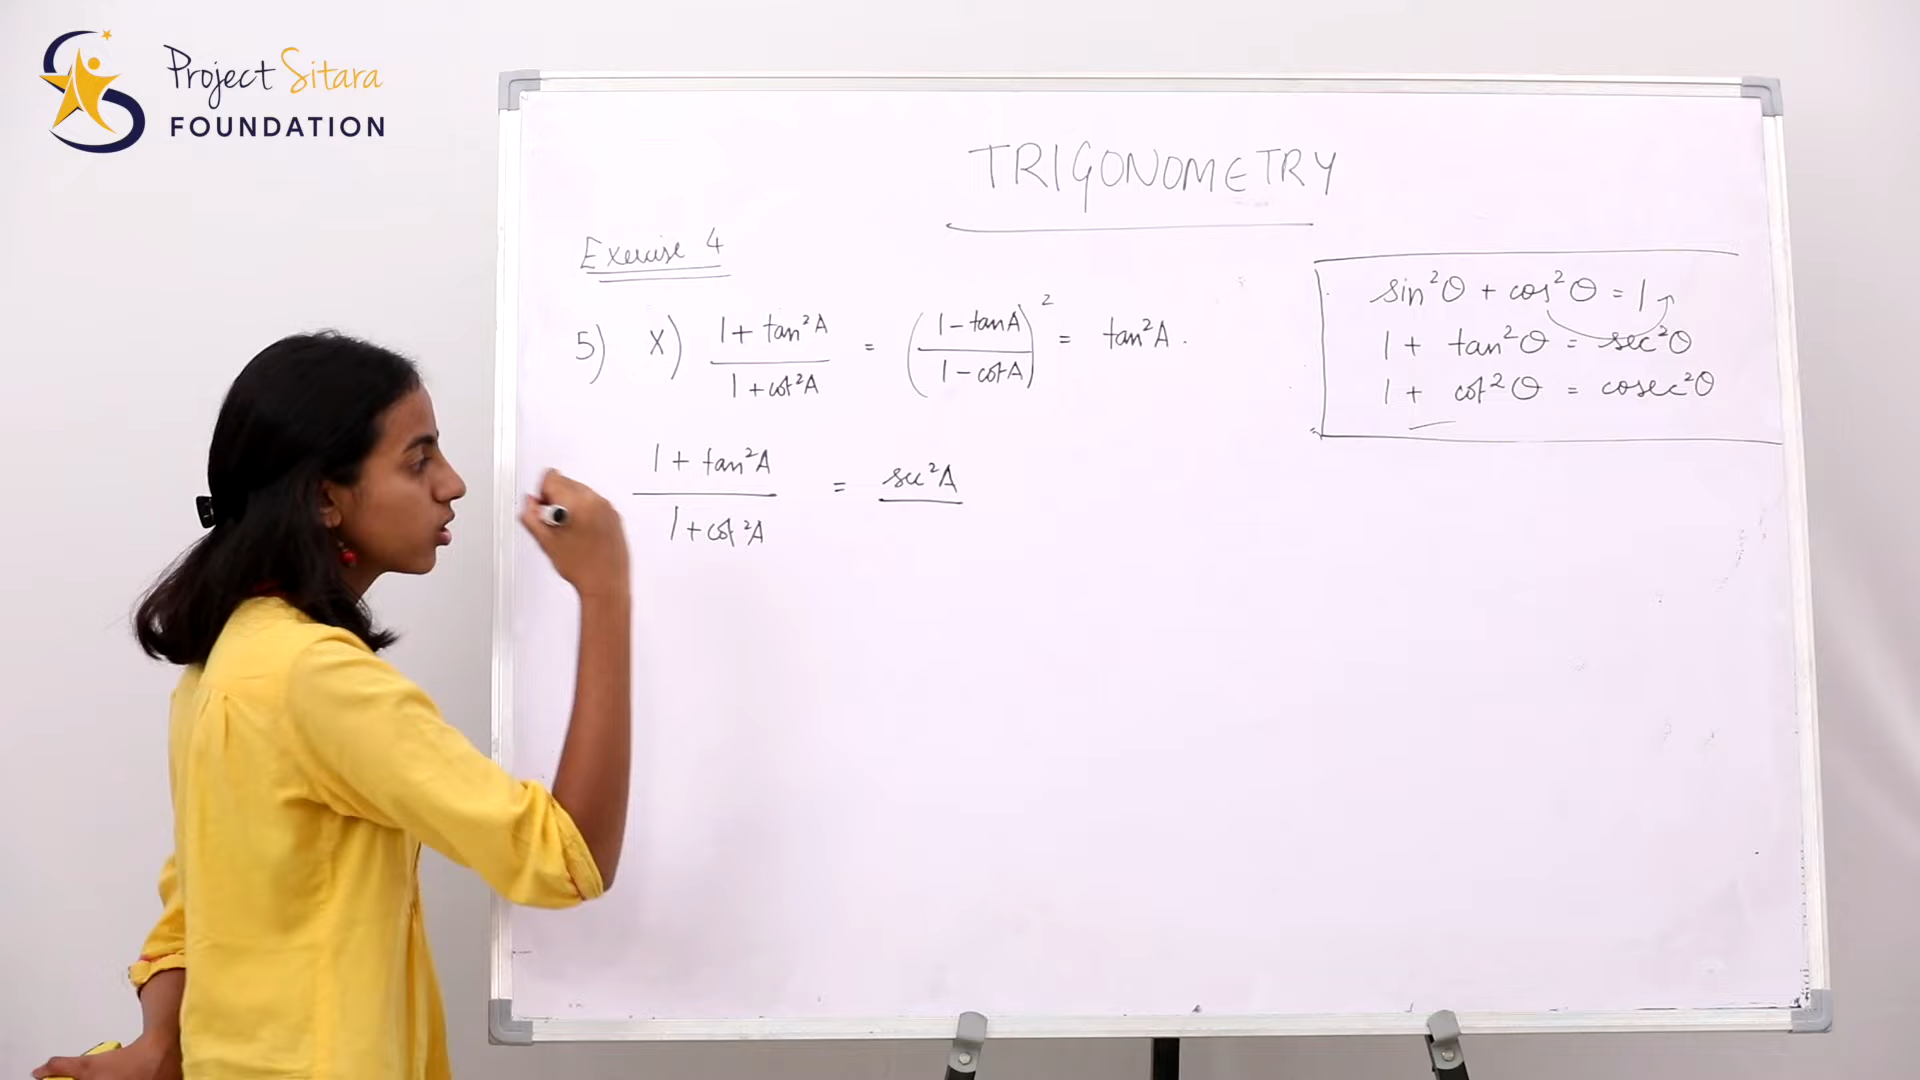 Project Sitara
FOUNDATION
TRIGONOMETRY
Exercise 4
5) X) (1 + tan²A)/(1 + cot²A) = ((1 - tanA)/(1 - cotA))² = tan²A.
sin²θ + cos²θ = 1
1 + tan²θ = sec²θ
1 + cot²θ = cosec²θ
(1 + tan²A)/(1 + cot²A) = sec²A